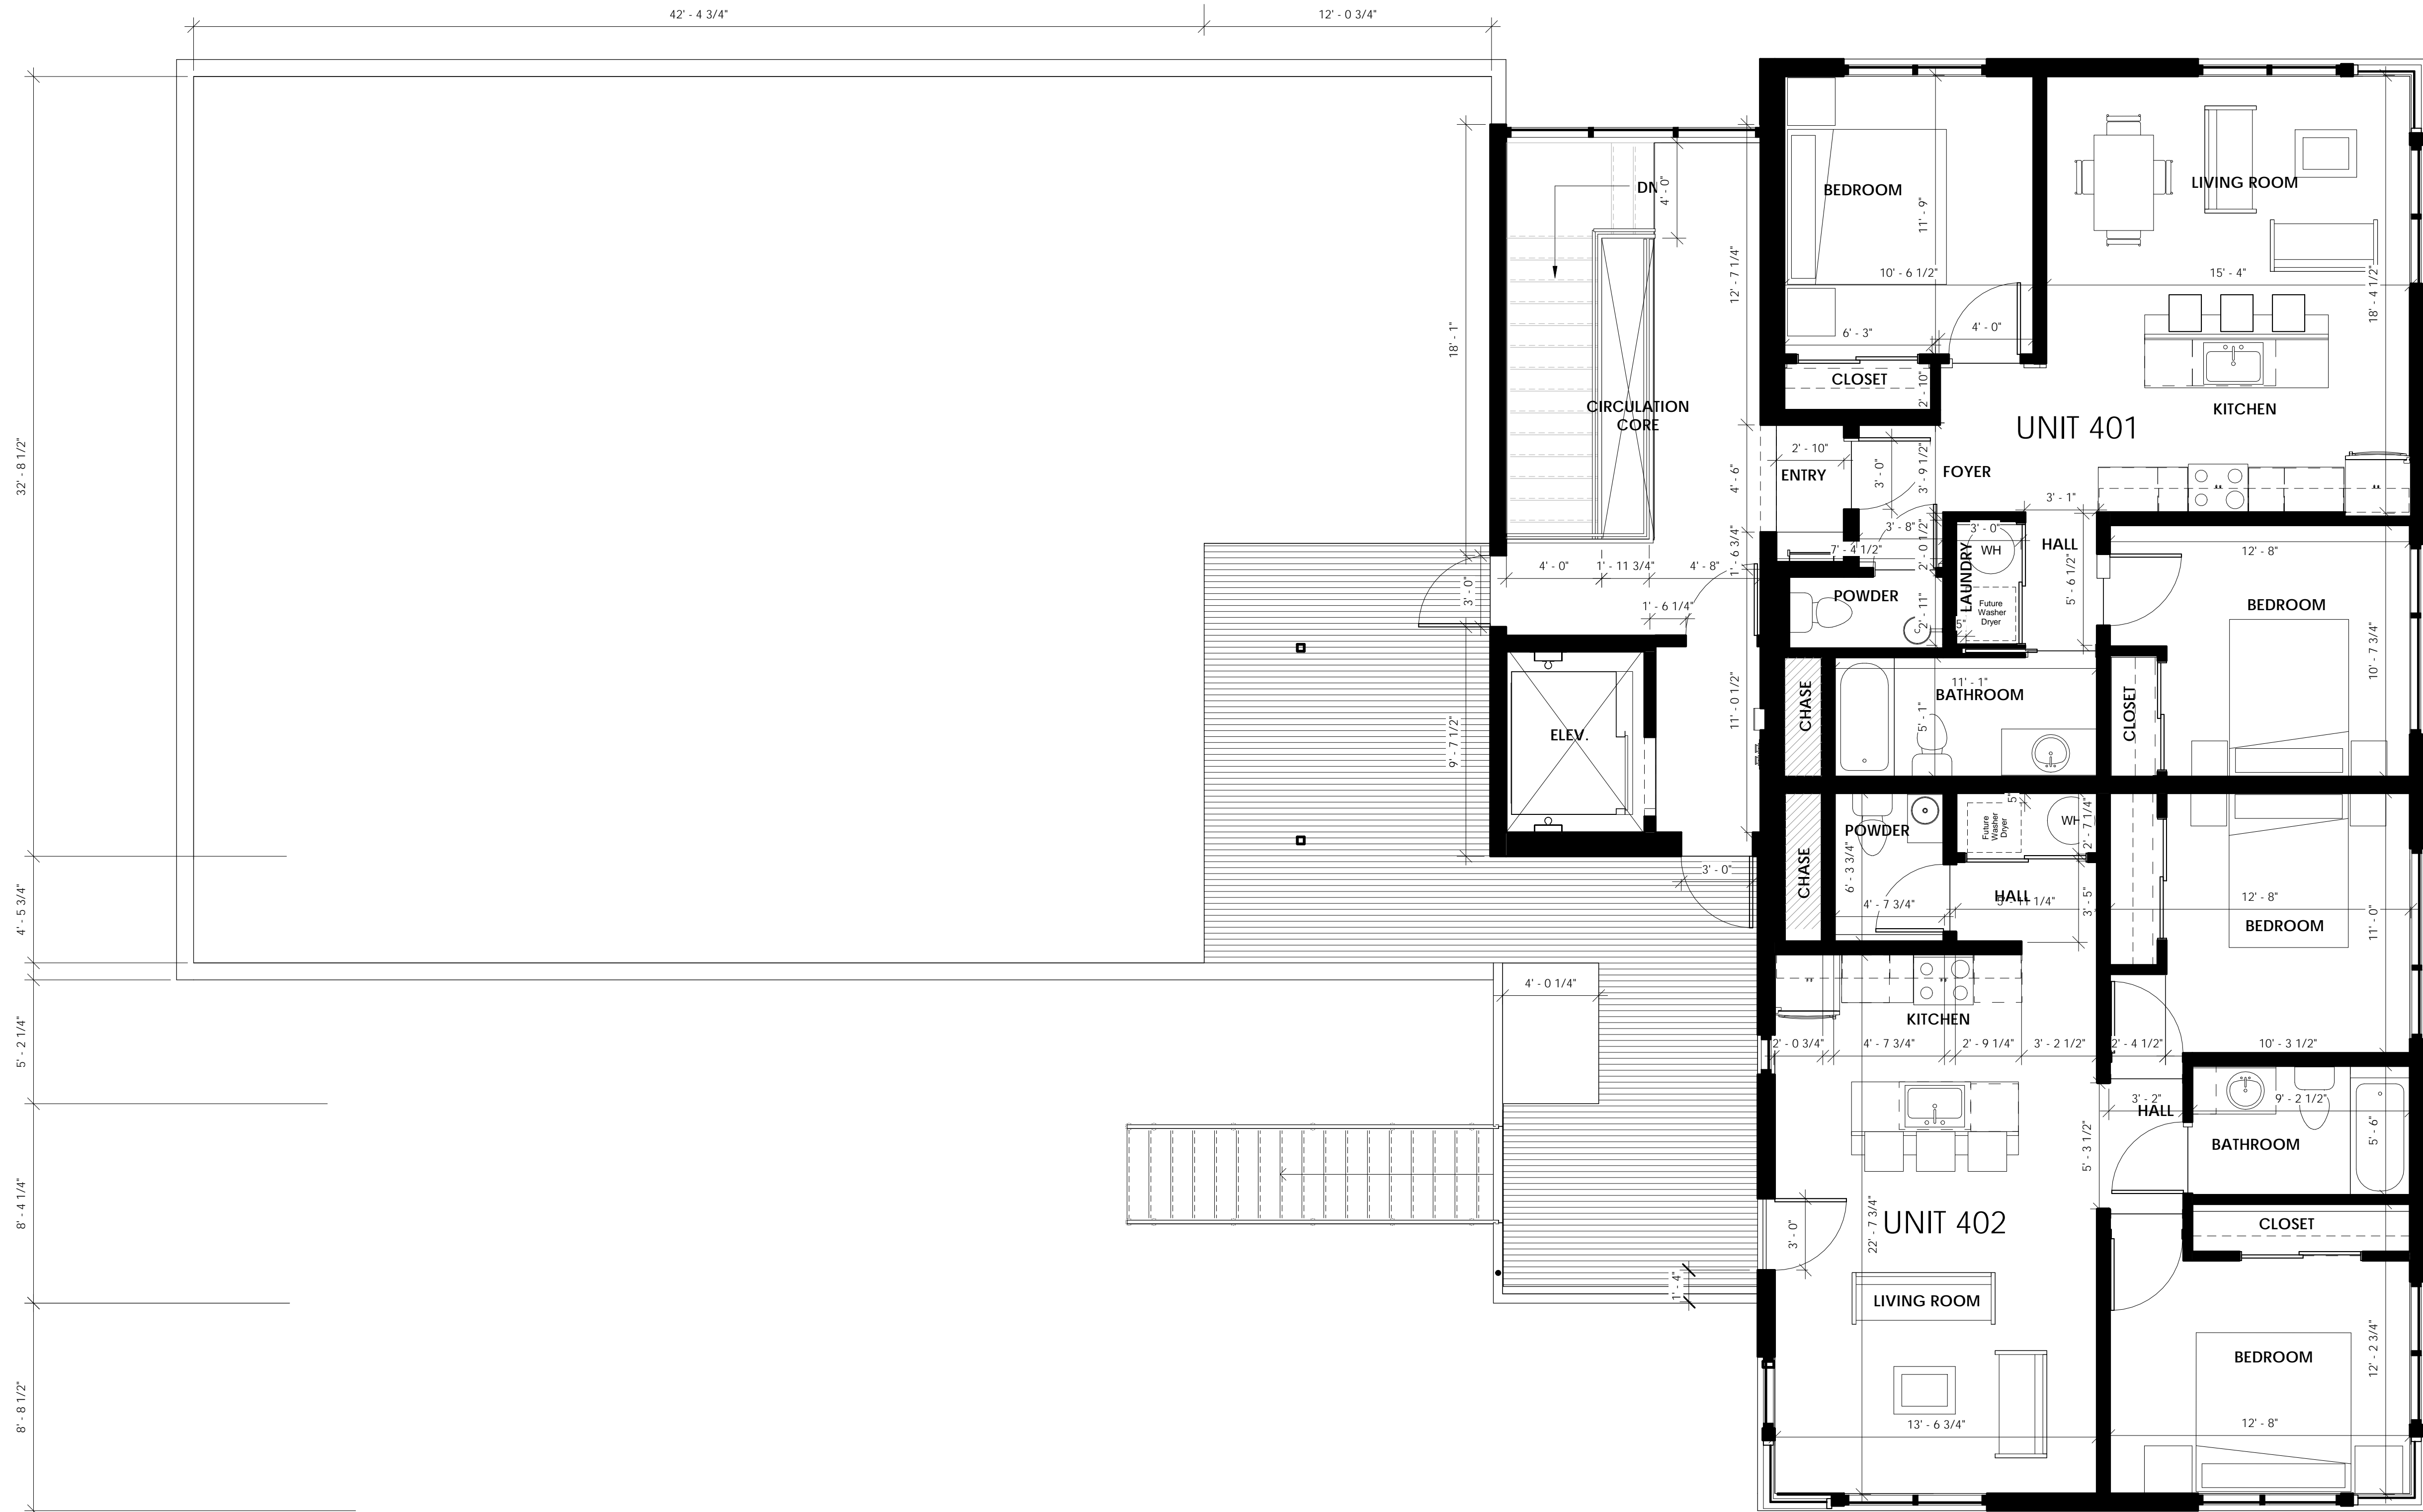 42' - 4 3/4"
12' - 0 3/4"
32' - 8 1/2"
4' - 5 3/4"
5' - 2 1/4"
8' - 4 1/4"
8' - 8 1/2"
18' - 1"
3' - 0"
9' - 7 1/2"
DN
4' - 0"
12' - 7 1/4"
4' - 6"
1' - 6 3/4"
11' - 0 1/2"
CIRCULATION
CORE
4' - 0"
1' - 11 3/4"
4' - 8"
1' - 6 1/4"
ELEV.
3' - 0"
4' - 0 1/4"
1' - 4"
BEDROOM
11' - 9"
10' - 6 1/2"
6' - 3"
4' - 0"
CLOSET
2' - 10"
LIVING ROOM
15' - 4"
18' - 4 1/2"
KITCHEN
UNIT 401
2' - 10"
ENTRY
3' - 0"
3' - 9 1/2"
FOYER
3' - 8"
7' - 4 1/2"
2' - 0 1/2"
3' - 0"
WH
LAUNDRY
Future
Washer
Dryer
5"
3' - 1"
HALL
5' - 6 1/2"
POWDER
2' - 11"
12' - 8"
BEDROOM
10' - 7 3/4"
CLOSET
CHASE
11' - 1"
BATHROOM
5' - 1"
CHASE
POWDER
6' - 3 3/4"
4' - 7 3/4"
Future
Washer
Dryer
5"
WH
2' - 7 1/4"
HALL
5' - 11 1/4"
3' - 5"
12' - 8"
BEDROOM
11' - 0"
KITCHEN
2' - 0 3/4"
4' - 7 3/4"
2' - 9 1/4"
3' - 2 1/2"
2' - 4 1/2"
10' - 3 1/2"
3' - 2"
HALL
9' - 2 1/2"
5' - 6"
BATHROOM
5' - 3 1/2"
3' - 0"
22' - 7 3/4"
UNIT 402
CLOSET
LIVING ROOM
13' - 6 3/4"
BEDROOM
12' - 2 3/4"
12' - 8"